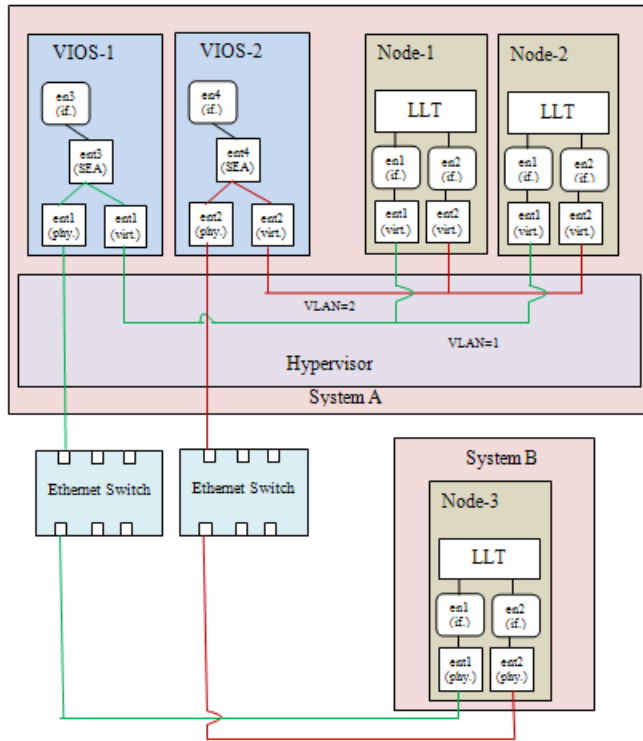 VIOS-1
VIOS-2
Node-1
Node-2
en3
(if.)
en4
(if.)
LLT
LLT
ent3
(SEA)
ent4
(SEA)
en1
(if.)
en2
(if.)
en1
(if.)
en2
(if.)
ent1
(phy.)
ent1
(virt.)
ent2
(phy.)
ent2
(virt.)
ent1
(virt.)
ent2
(virt.)
ent1
(virt.)
ent2
(virt.)
VLAN=2
VLAN=1
Hypervisor
System A
Ethernet Switch
Ethernet Switch
System B
Node-3
LLT
en1
(if.)
en2
(if.)
ent1
(phy.)
ent2
(phy.)